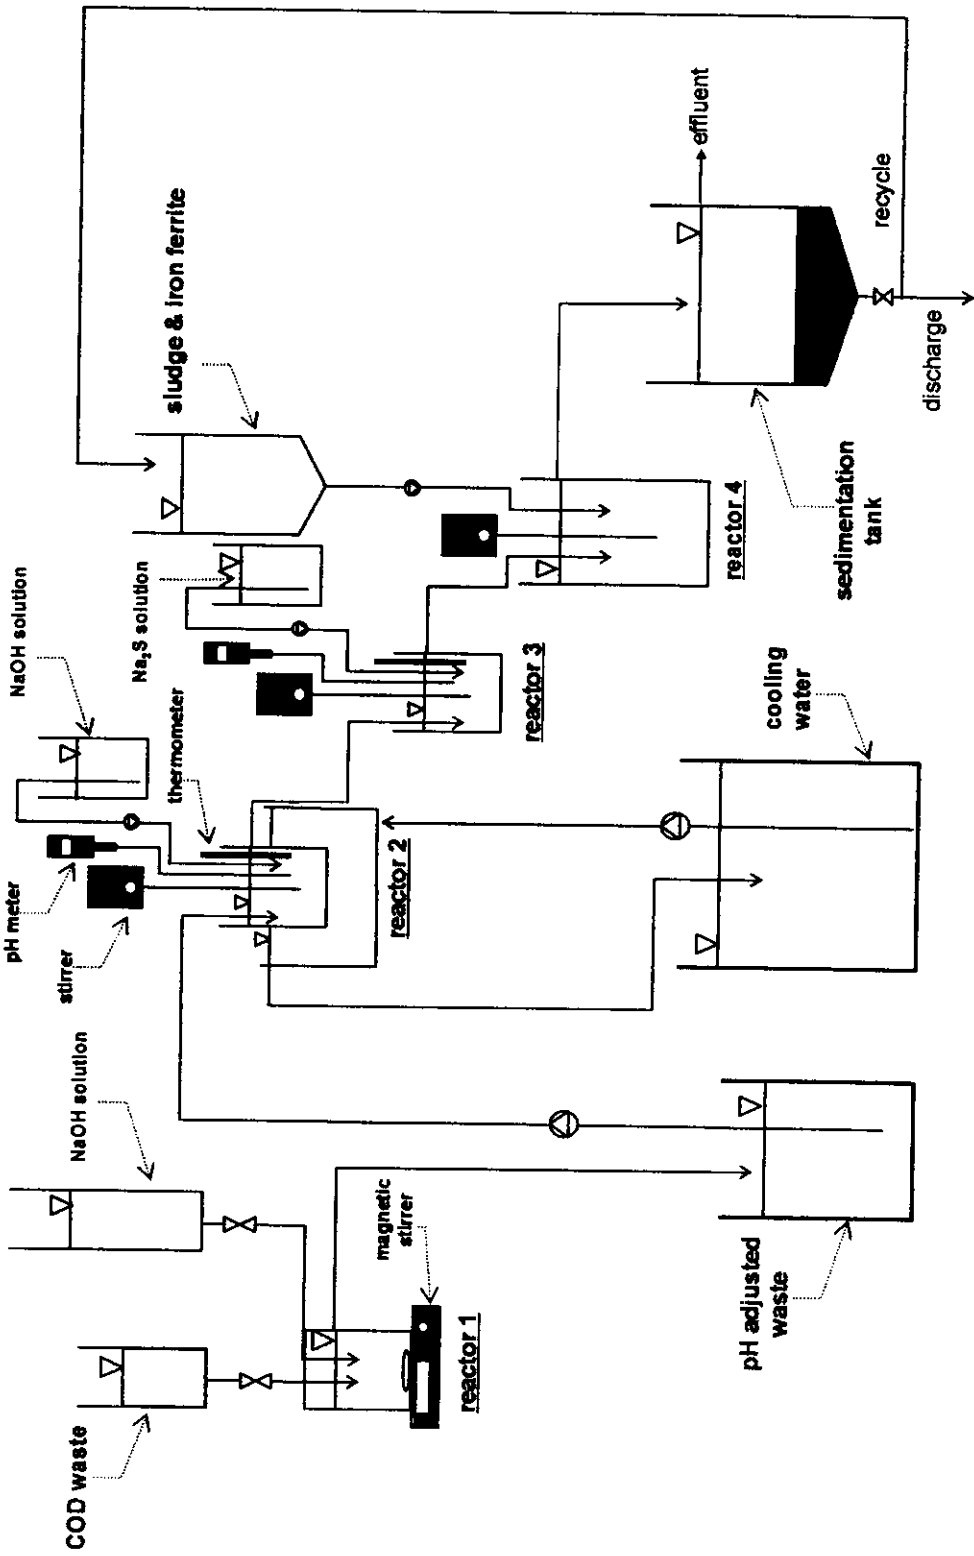 COD waste
NaOH solution
magnetic
stirrer
reactor 1
pH adjusted
waste
stirrer
pH meter
NaOH solution
thermometer
reactor 2
cooling
water
Na₂S solution
reactor 3
sludge & iron ferrite
reactor 4
sedimentation
tank
effluent
recycle
discharge